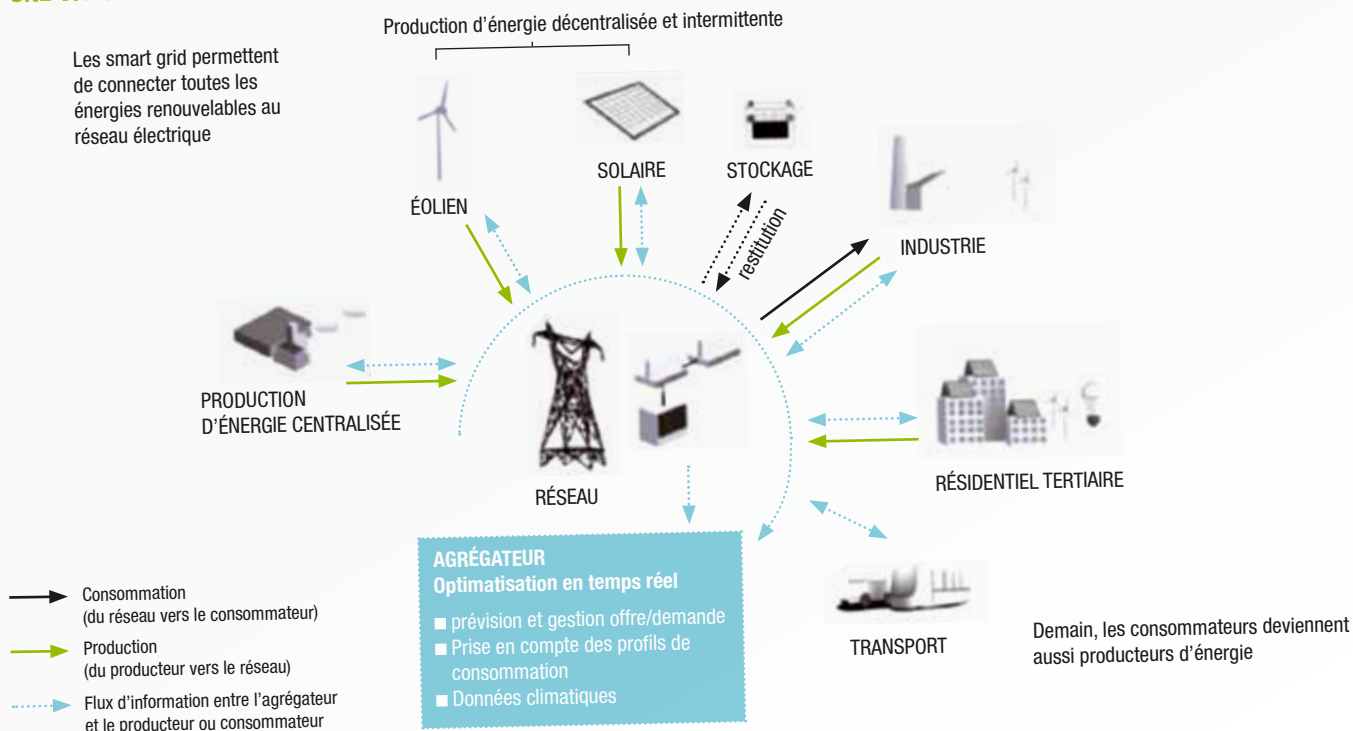 Production d'énergie décentralisée et intermittente
Les smart grid permettent
de connecter toutes les
énergies renouvelables au
réseau électrique
SOLAIRE
STOCKAGE
ÉOLIEN
restitution
INDUSTRIE
PRODUCTION
D'ÉNERGIE CENTRALISÉE
RÉSEAU
RÉSIDENTIEL TERTIAIRE
AGRÉGATEUR
Optimatisation en temps réel
■ prévision et gestion offre/demande
■ Prise en compte des profils de
consommation
■ Données climatiques
TRANSPORT
Demain, les consommateurs deviennent
aussi producteurs d'énergie
Consommation
(du réseau vers le consommateur)
Production
(du producteur vers le réseau)
Flux d'information entre l'agrégateur
et le producteur ou consommateur